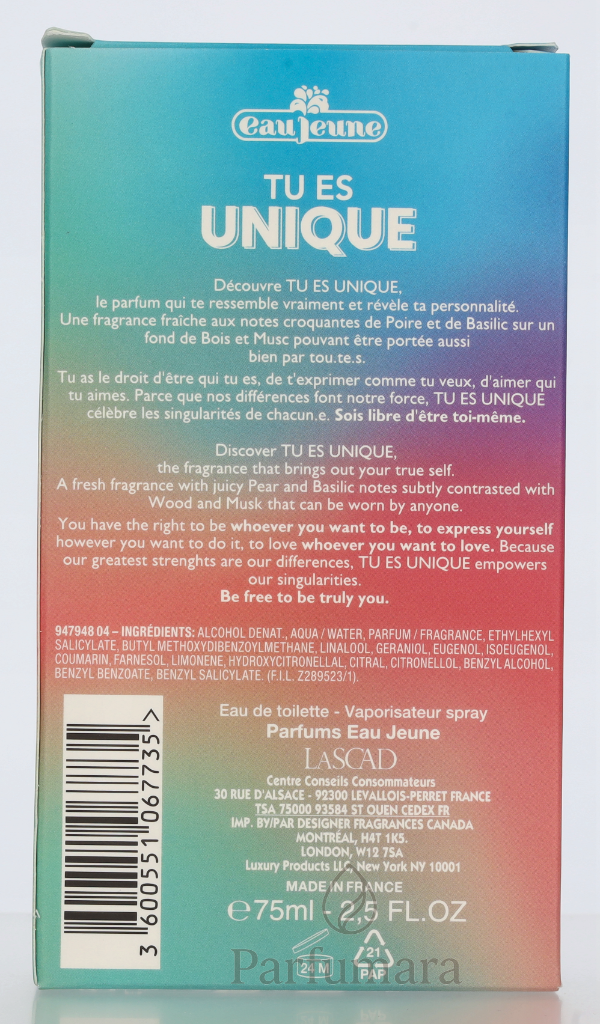 eau jeune
TU ES
UNIQUE
Découvre TU ES UNIQUE,
le parfum qui te ressemble vraiment et révèle ta personnalité.
Une fragrance fraîche aux notes croquantes de Poire et de Basilic sur un
fond de Bois et Musc pouvant être portée aussi
bien par tou.te.s.
Tu as le droit d'être qui tu es, de t'exprimer comme tu veux, d'aimer qui
tu aimes. Parce que nos différences font notre force, TU ES UNIQUE
célèbre les singularités de chacun.e. Sois libre d'être toi-même.
Discover TU ES UNIQUE,
the fragrance that brings out your true self.
A fresh fragrance with juicy Pear and Basilic notes subtly contrasted with
Wood and Musk that can be worn by anyone.
You have the right to be whoever you want to be, to express yourself
however you want to do it, to love whoever you want to love. Because
our greatest strenghts are our differences, TU ES UNIQUE empowers
our singularities.
Be free to be truly you.
947948 04 – INGRÉDIENTS: ALCOHOL DENAT., AQUA / WATER, PARFUM / FRAGRANCE, ETHYLHEXYL
SALICYLATE, BUTYL METHOXYDIBENZOYLMETHANE, LINALOOL, GERANIOL, EUGENOL, ISOEUGENOL,
COUMARIN, FARNESOL, LIMONENE, HYDROXYCITRONELLAL, CITRAL, CITRONELLOL, BENZYL ALCOHOL,
BENZYL BENZOATE, BENZYL SALICYLATE. (F.I.L. Z289523/1).
Eau de toilette - Vaporisateur spray
Parfums Eau Jeune
LASCAD
Centre Conseils Consommateurs
30 RUE D'ALSACE - 92300 LEVALLOIS-PERRET FRANCE
TSA 75000 93584 ST OUEN CEDEX FR
IMP. BY/PAR DESIGNER FRAGRANCES CANADA
MONTRÉAL, H4T 1K5.
LONDON, W12 7SA
Luxury Products LLC New York NY 10001
MADE IN FRANCE
℮75ml - 2,5 FL.OZ
24 M
21
PAP
3 600551 067735 >
Parfumara